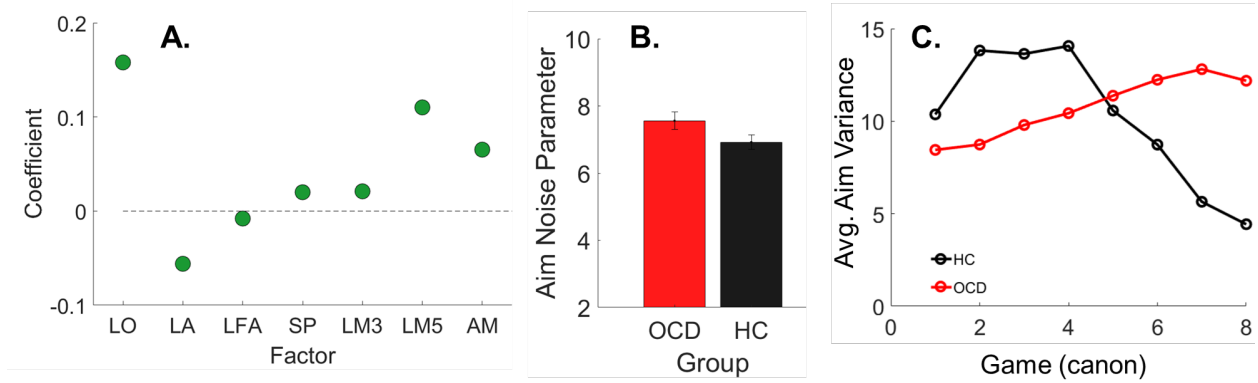 A.
0.2
0.1
0
-0.1
Coefficient
LO LA LFA SP LM3 LM5 AM
Factor
B.
10
8
6
4
2
Aim Noise Parameter
OCD HC
Group
C.
15
10
5
15
Avg. Aim Variance
HC
OCD
0 2 4 6 8
Game (canon)